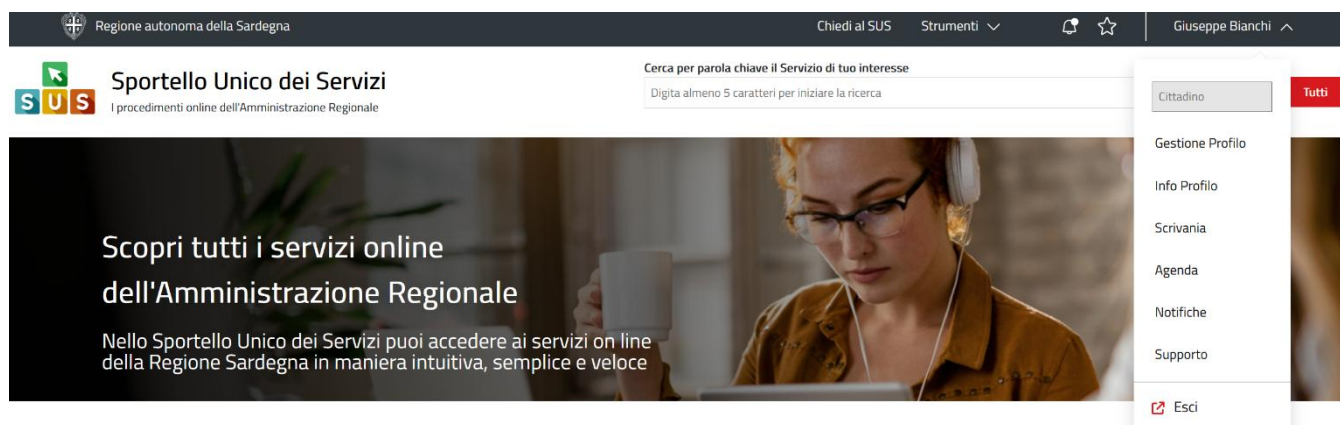 Regione autonoma della Sardegna
Chiedi al SUS
Strumenti
Giuseppe Bianchi
SUS
Sportello Unico dei Servizi
I procedimenti online dell'Amministrazione Regionale
Cerca per parola chiave il Servizio di tuo interesse
Digita almeno 5 caratteri per iniziare la ricerca
Tutti
Cittadino
Gestione Profilo
Info Profilo
Scrivania
Agenda
Notifiche
Supporto
Esci
Scopri tutti i servizi online
dell'Amministrazione Regionale
Nello Sportello Unico dei Servizi puoi accedere ai servizi on line
della Regione Sardegna in maniera intuitiva, semplice e veloce